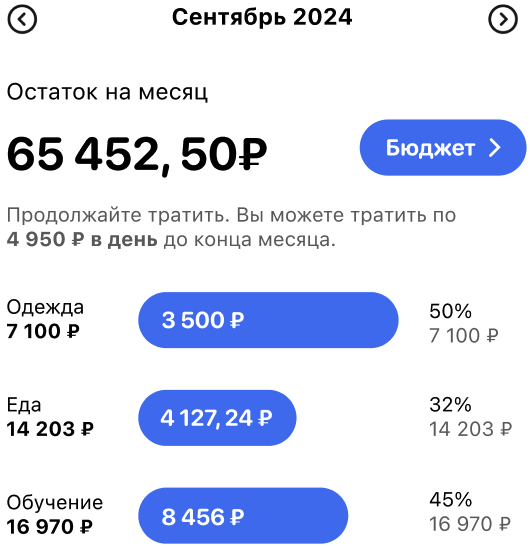 Сентябрь 2024
Остаток на месяц
65 452,50₽
Бюджет
Продолжайте тратить. Вы можете тратить по
4 950 ₽ в день до конца месяца.
Одежда
7 100 ₽
3 500 ₽
50%
7 100 ₽
Еда
14 203 ₽
4 127,24 ₽
32%
14 203 ₽
Обучение
16 970 ₽
8 456 ₽
45%
16 970 ₽